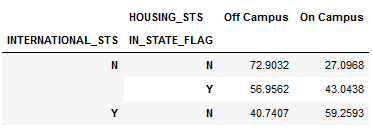 HOUSING_STS Off Campus On Campus
INTERNATIONAL_STS IN_STATE_FLAG
N N 72.9032 27.0968
Y 56.9562 43.0438
Y N 40.7407 59.2593